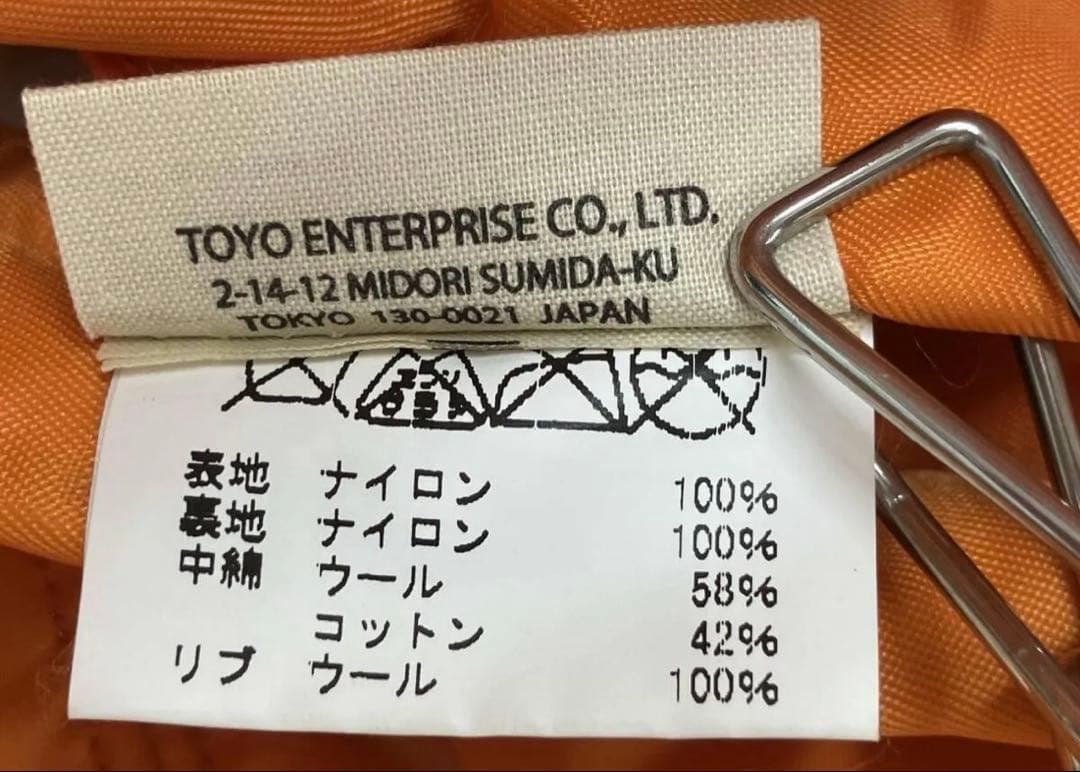 TOYO ENTERPRISE CO., LTD.
2-14-12 MIDORI SUMIDA-KU
TOKYO 130-0021 JAPAN
表地 ナイロン 100%
裏地 ナイロン 100%
中綿 ウール 58%
コットン 42%
リブ ウール 100%